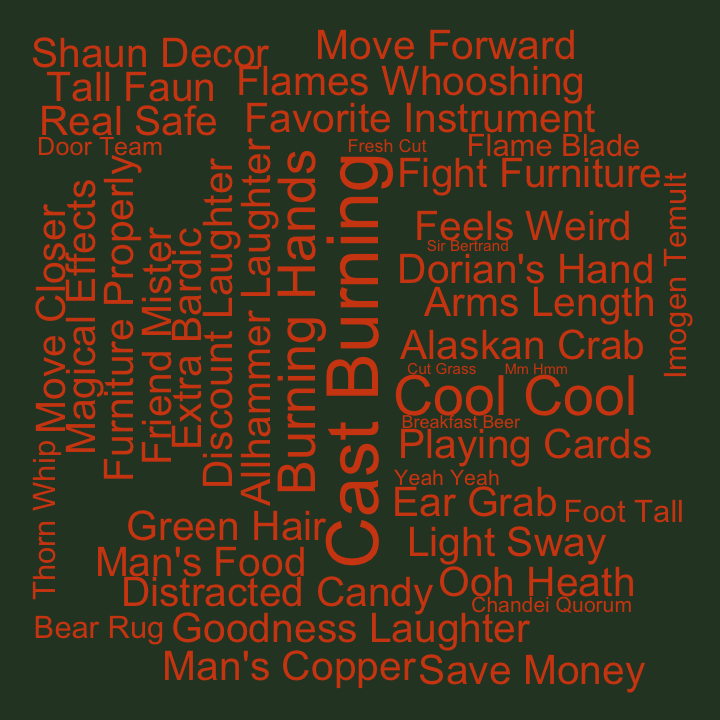 Shaun Decor
Move Forward
Tall Faun
Flames Whooshing
Real Safe
Favorite Instrument
Door Team
Fresh Cut
Flame Blade
Fight Furniture
Move Closer
Magical Effects
Furniture Properly
Friend Mister
Extra Bardic
Discount Laughter
Allhammer Laughter
Burning Hands
Cast Burning
Feels Weird
Sir Bertrand
Dorian's Hand
Imogen Temult
Arms Length
Alaskan Crab
Cut Grass
Mm Hmm
Cool Cool
Breakfast Beer
Playing Cards
Thorn Whip
Yeah Yeah
Ear Grab
Foot Tall
Green Hair
Light Sway
Man's Food
Distracted Candy
Ooh Heath
Chandei Quorum
Bear Rug
Goodness Laughter
Man's Copper
Save Money